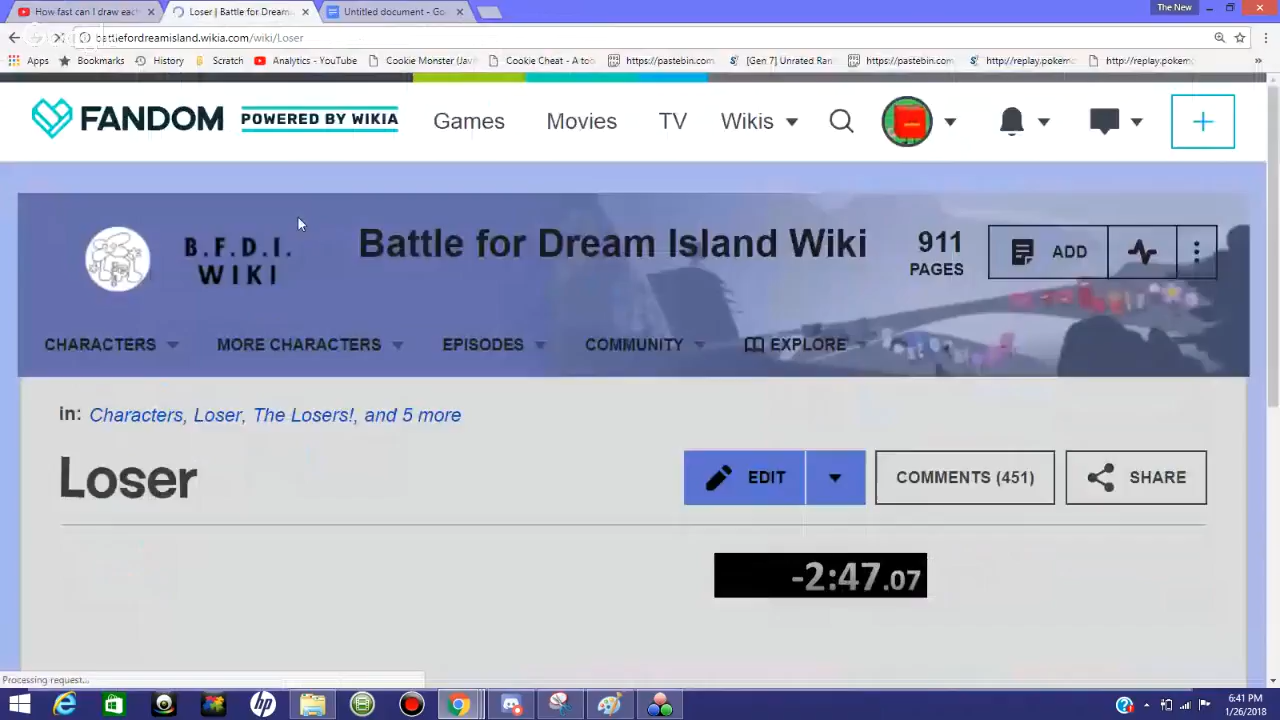 How fast can I draw each
Loser | Battle for Dream
Untitled document - Go
The New
battlefordreamisland.wikia.com/wiki/Loser
Apps Bookmarks History Scratch Analytics - YouTube Cookie Monster (Javi Cookie Cheat - A too https://pastebin.com [Gen 7] Unrated Ran https://pastebin.com http://replay.pokem http://replay.pokem »
FANDOM POWERED BY WIKIA Games Movies TV Wikis
B.F.D.I. WIKI
Battle for Dream Island Wiki
911 PAGES
ADD
CHARACTERS MORE CHARACTERS EPISODES COMMUNITY EXPLORE
in: Characters, Loser, The Losers!, and 5 more
Loser
EDIT
COMMENTS (451)
SHARE
-2:47.07
Processing request...
6:41 PM
1/26/2018